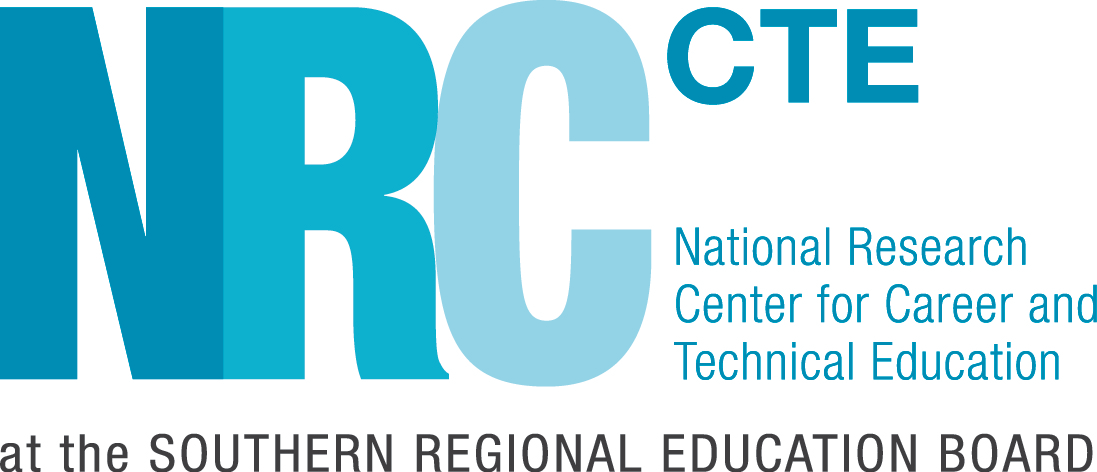 NRC CTE
National Research
Center for Career and
Technical Education
at the SOUTHERN REGIONAL EDUCATION BOARD